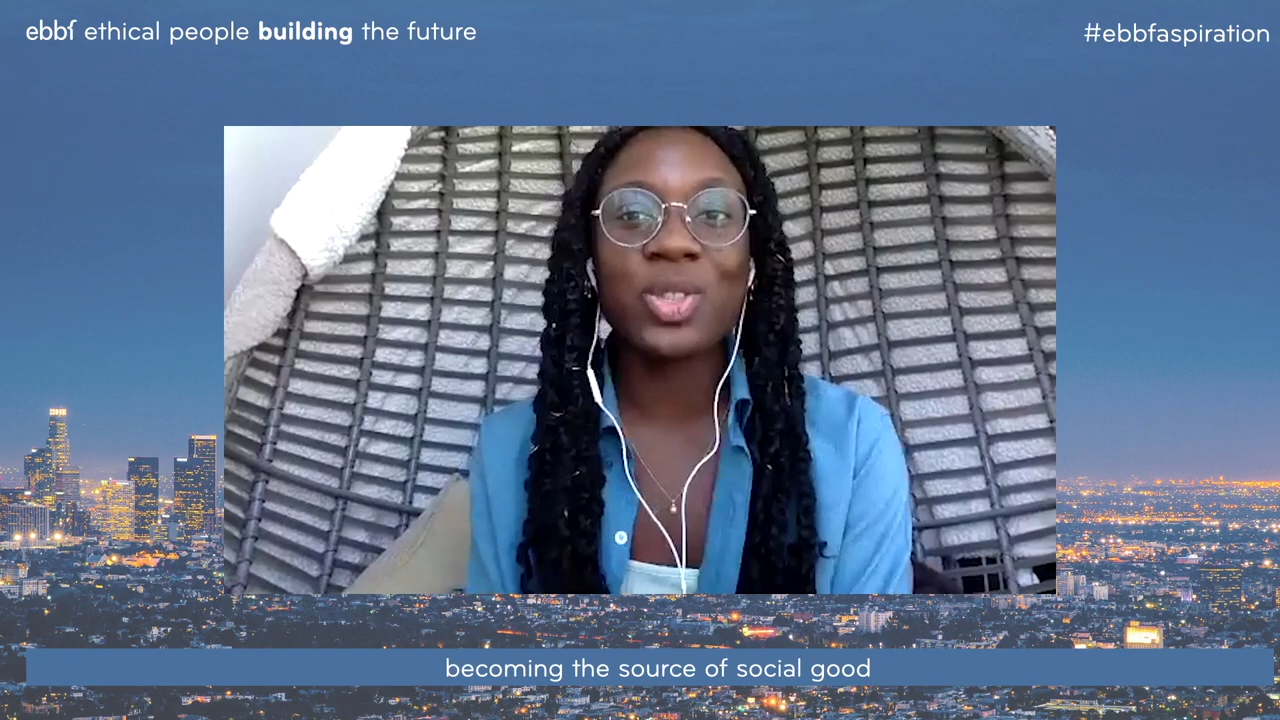 ebbf ethical people building the future
#ebbfaspiration
becoming the source of social good